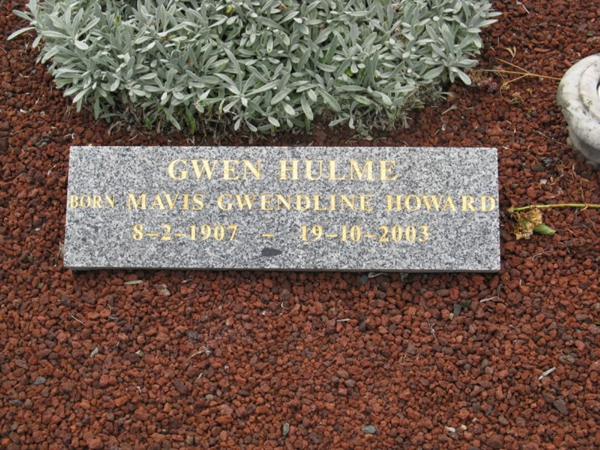 GWEN HULME
BORN MAVIS GWENDLINE HOWARD
8-2-1907 - 19-10-2003